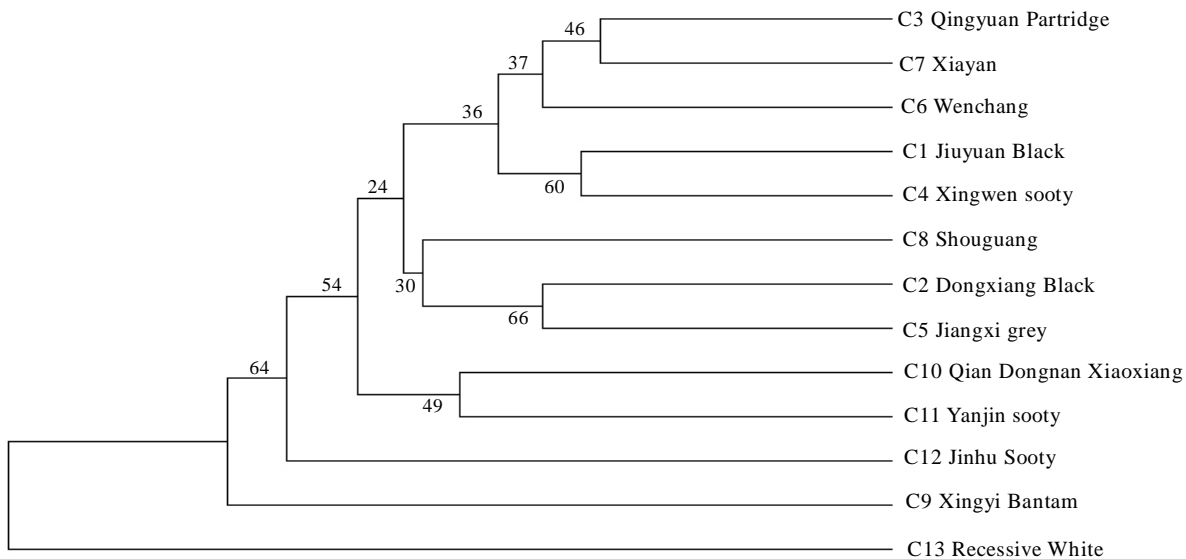 C3 Qingyuan Partridge
46
37
C7 Xiayan
C6 Wenchang
36
C1 Jiuyuan Black
60
C4 Xingwen sooty
24
C8 Shouguang
30
C2 Dongxiang Black
54
66
C5 Jiangxi grey
64
C10 Qian Dongnan Xiaoxiang
49
C11 Yanjin sooty
C12 Jinhu Sooty
C9 Xingyi Bantam
C13 Recessive White